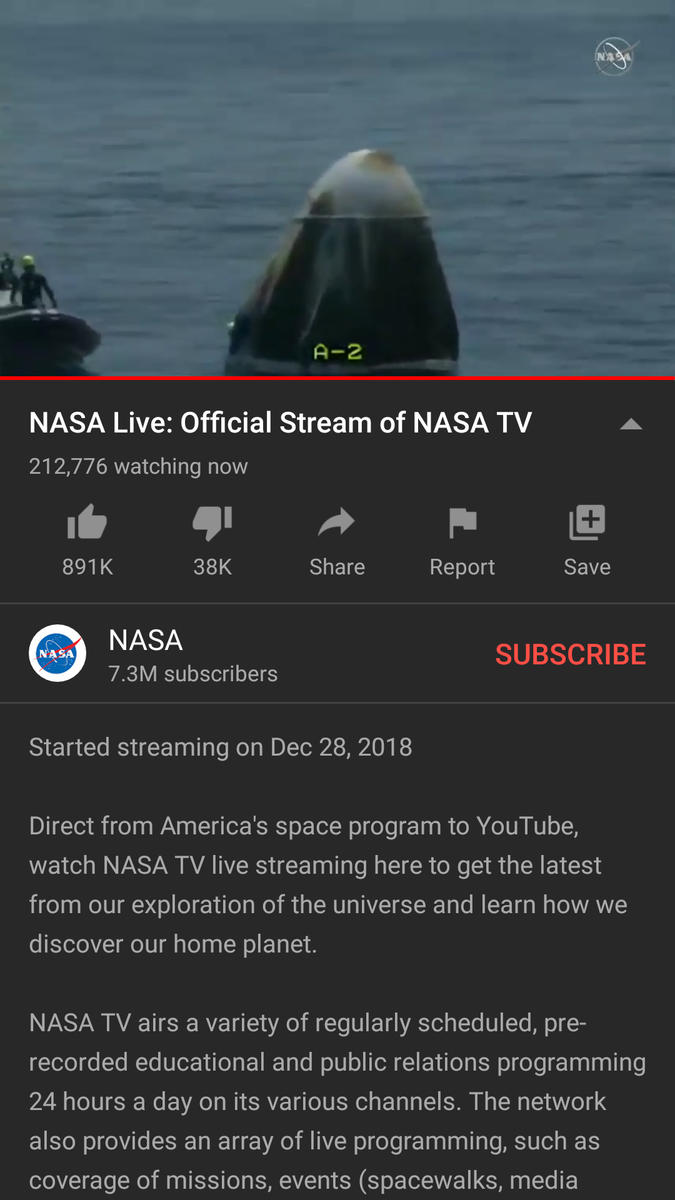 NASA
A-2
NASA Live: Official Stream of NASA TV
212,776 watching now
891K
38K
Share
Report
Save
NASA
NASA
7.3M subscribers
SUBSCRIBE
Started streaming on Dec 28, 2018
Direct from America's space program to YouTube,
watch NASA TV live streaming here to get the latest
from our exploration of the universe and learn how we
discover our home planet.
NASA TV airs a variety of regularly scheduled, pre-
recorded educational and public relations programming
24 hours a day on its various channels. The network
also provides an array of live programming, such as
coverage of missions, events (spacewalks, media